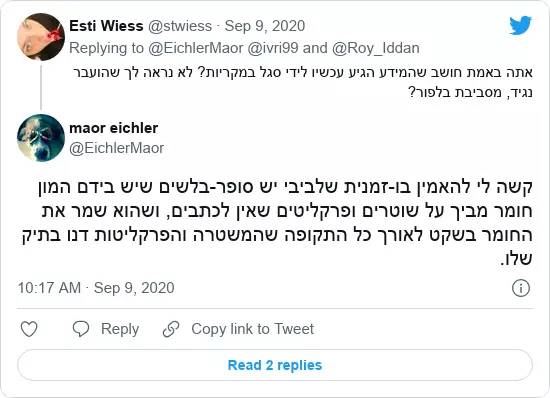 Esti Wiess @stwiess · Sep 9, 2020
Replying to @EichlerMaor @ivri99 and @Roy_Iddan
אתה באמת חושב שהמידע הגיע עכשיו לידי סגל במקריות? לא נראה לך שהועבר
נגיד, מסביבת בלפור?
maor eichler
@EichlerMaor
קשה לי להאמין בו-זמנית שלביבי יש סופר-בלשים שיש בידם המון
חומר מביך על שוטרים ופרקליטים שאין לכתבים, ושהוא שמר את
החומר בשקט לאורך כל התקופה שהמשטרה והפרקליטות דנו בתיק
שלו.
10:17 AM · Sep 9, 2020
Reply
Copy link to Tweet
Read 2 replies